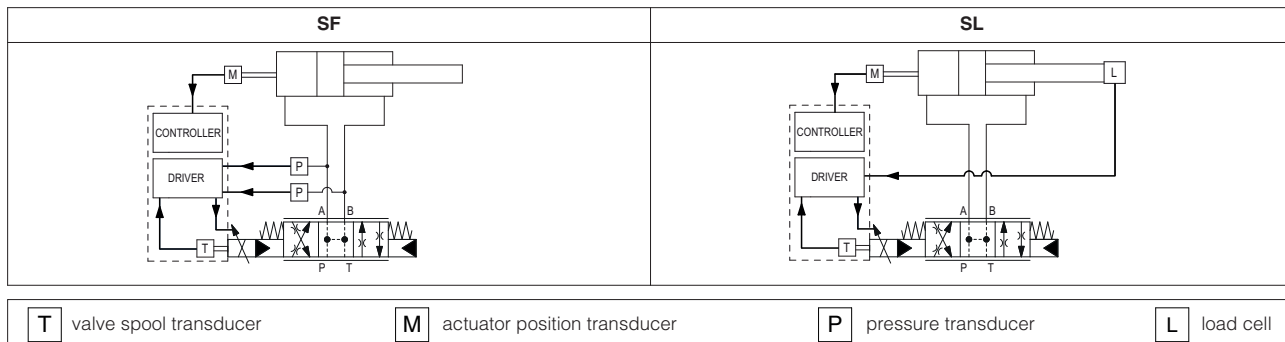 SF
SL
M
CONTROLLER
DRIVER
P
P
A B
T
P T
M
L
CONTROLLER
DRIVER
A B
T
P T
T valve spool transducer
M actuator position transducer
P pressure transducer
L load cell